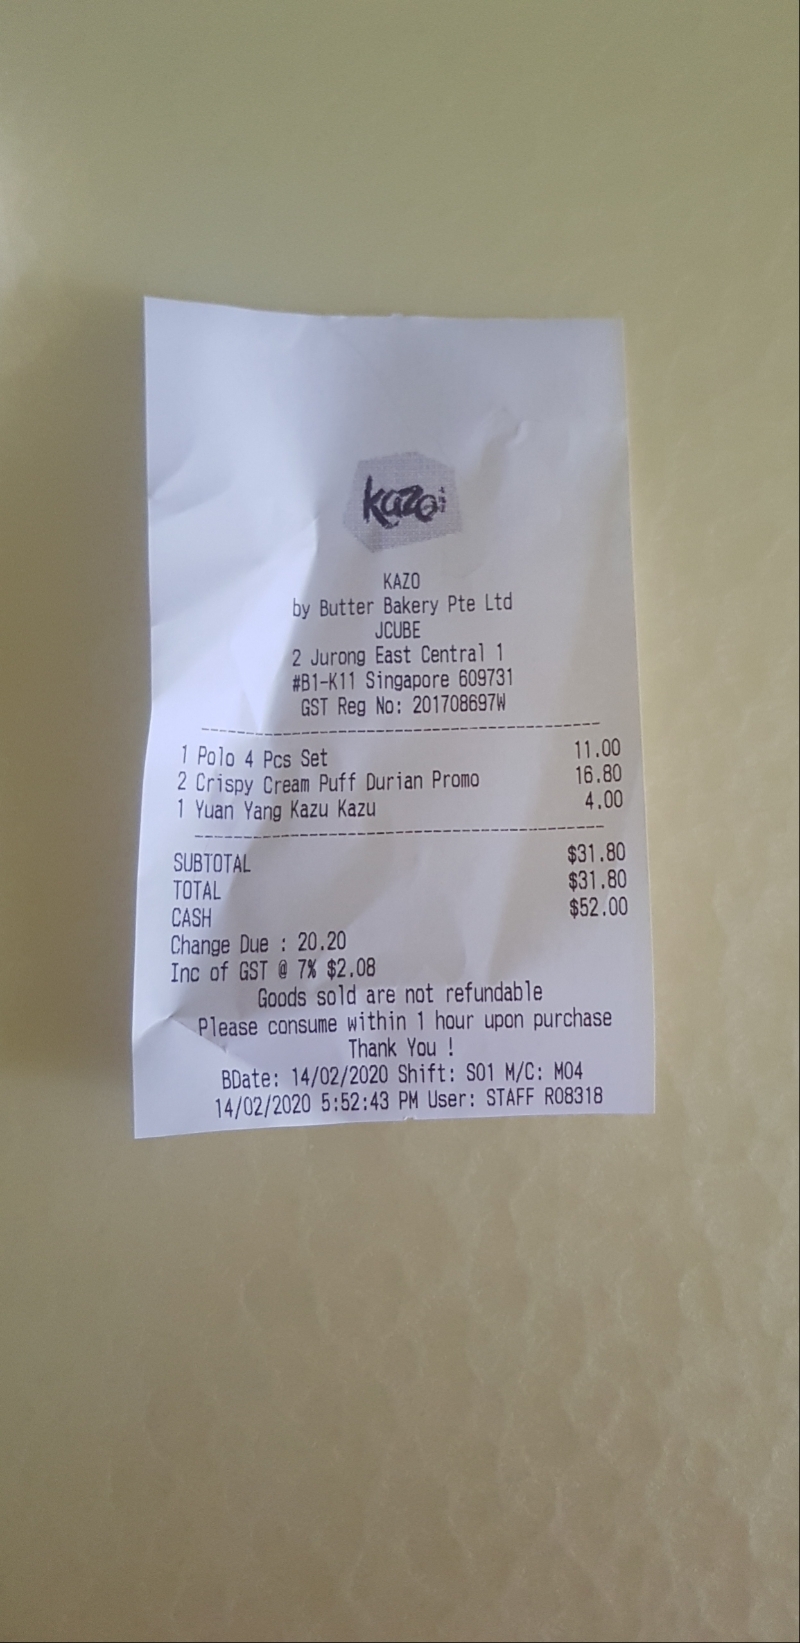 kazo
KAZO
by Butter Bakery Pte Ltd
JCUBE
2 Jurong East Central 1
#B1-K11 Singapore 609731
GST Reg No: 201708697W
1 Polo 4 Pcs Set 11.00
2 Crispy Cream Puff Durian Promo 16.80
1 Yuan Yang Kazu Kazu 4.00
SUBTOTAL $31.80
TOTAL $31.80
CASH $52.00
Change Due : 20.20
Inc of GST @ 7% $2.08
Goods sold are not refundable
Please consume within 1 hour upon purchase
Thank You !
BDate: 14/02/2020 Shift: S01 M/C: M04
14/02/2020 5:52:43 PM User: STAFF R08318